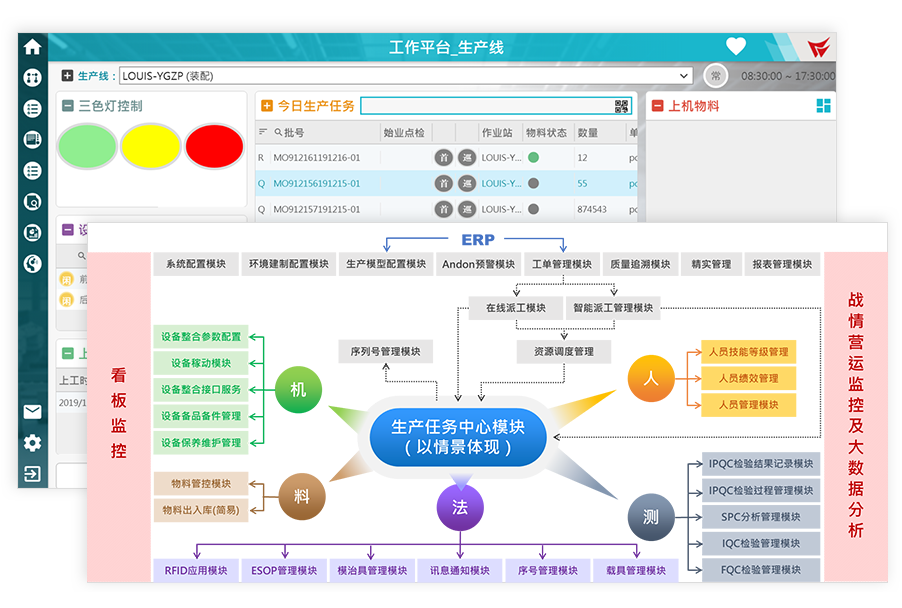 工作平台_生产线
生产线： LOUIS-YGZP (装配)
常 08:30:00 ~ 17:30:00
三色灯控制
今日生产任务
上机物料
批号 始业点检 作业站 物料状态 数量
R MO912161191216-01 首 巡 LOUIS-Y... 12
Q MO912156191215-01 首 巡 LOUIS-Y... 55
Q MO912157191215-01 首 巡 LOUIS-Y... 874543
闲
闲
上工时
2019/1
ERP
系统配置模块 环境建制配置模块 生产模型配置模块 Andon预警模块 工单管理模块 质量追溯模块 精实管理 报表管理模块
在线派工模块 智能派工管理模块
序列号管理模块 资源调度管理
看板监控
战情营运监控及大数据分析
设备整合参数配置
设备稼动模块
设备整合接口服务
设备备品备件管理
设备保养维护管理
机
人
人员技能等级管理
人员绩效管理
人员管理模块
生产任务中心模块
（以情景体现）
物料管控模块
物料出入库(简易)
料
法
测
IPQC检验结果记录模块
IPQC检验过程管理模块
SPC分析管理模块
IQC检验管理模块
FQC检验管理模块
RFID应用模块 ESOP管理模块 模治具管理模块 讯息通知模块 序号管理模块 载具管理模块